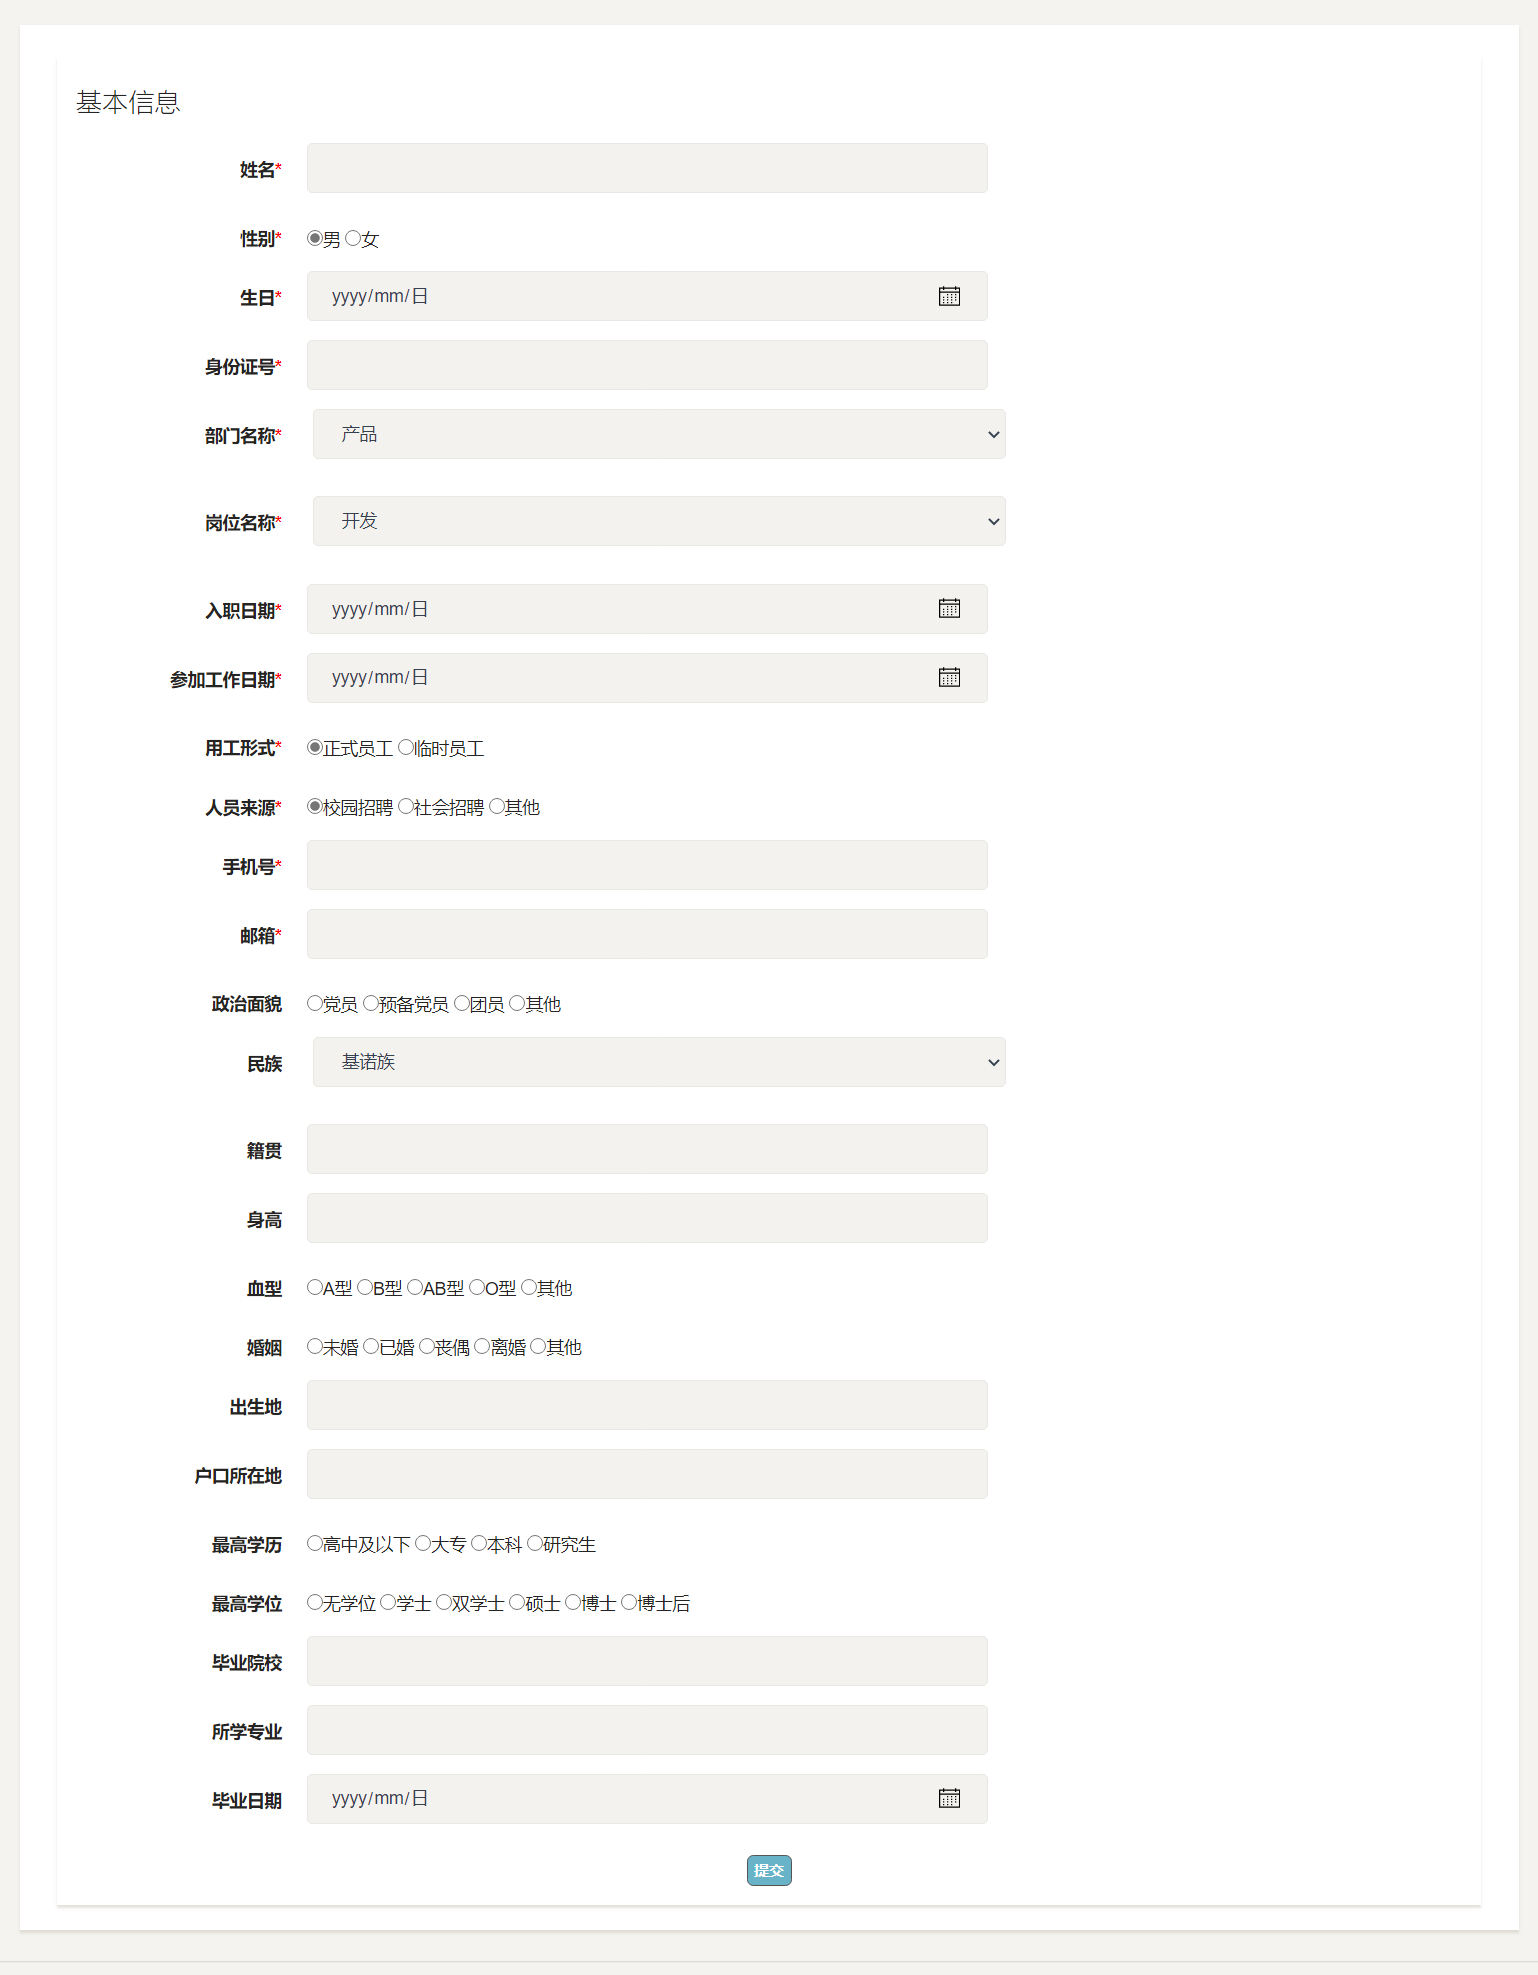 基本信息
姓名*
性别* 男 女
生日* yyyy/mm/日
身份证号*
部门名称* 产品
岗位名称* 开发
入职日期* yyyy/mm/日
参加工作日期* yyyy/mm/日
用工形式* 正式员工 临时员工
人员来源* 校园招聘 社会招聘 其他
手机号*
邮箱*
政治面貌 党员 预备党员 团员 其他
民族 基诺族
籍贯
身高
血型 A型 B型 AB型 O型 其他
婚姻 未婚 已婚 丧偶 离婚 其他
出生地
户口所在地
最高学历 高中及以下 大专 本科 研究生
最高学位 无学位 学士 双学士 硕士 博士 博士后
毕业院校
所学专业
毕业日期 yyyy/mm/日
提交